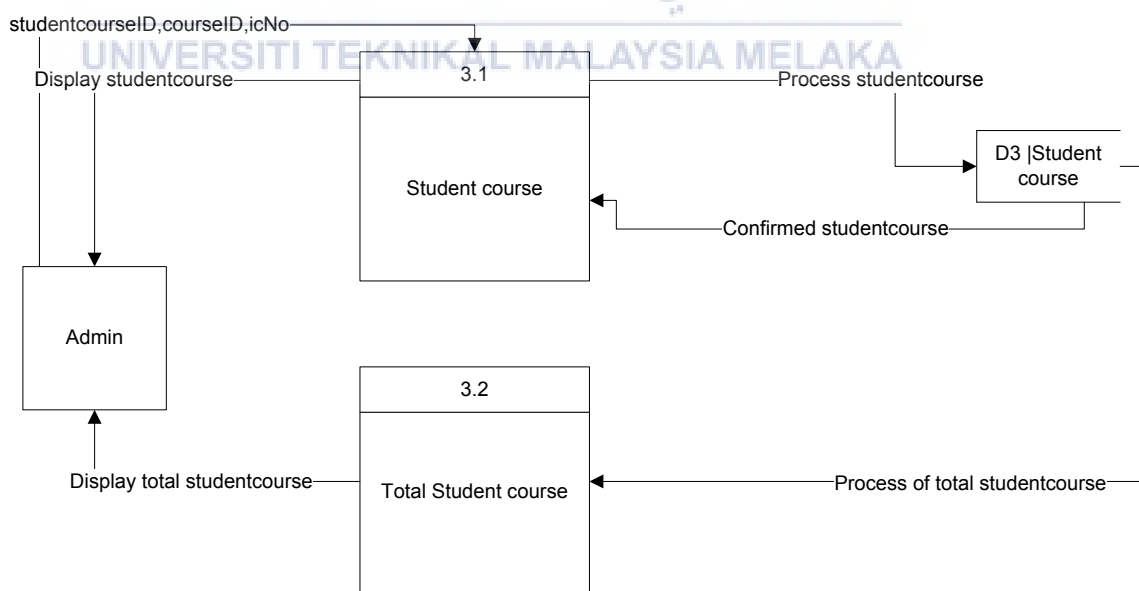 studentcourseID,courseID,icNo
UNIVERSITI TEKNIKAL MALAYSIA MELAKA
Display studentcourse
3.1
Process studentcourse
Student course
D3 |Student
course
Confirmed studentcourse
Admin
3.2
Display total studentcourse
Total Student course
Process of total studentcourse